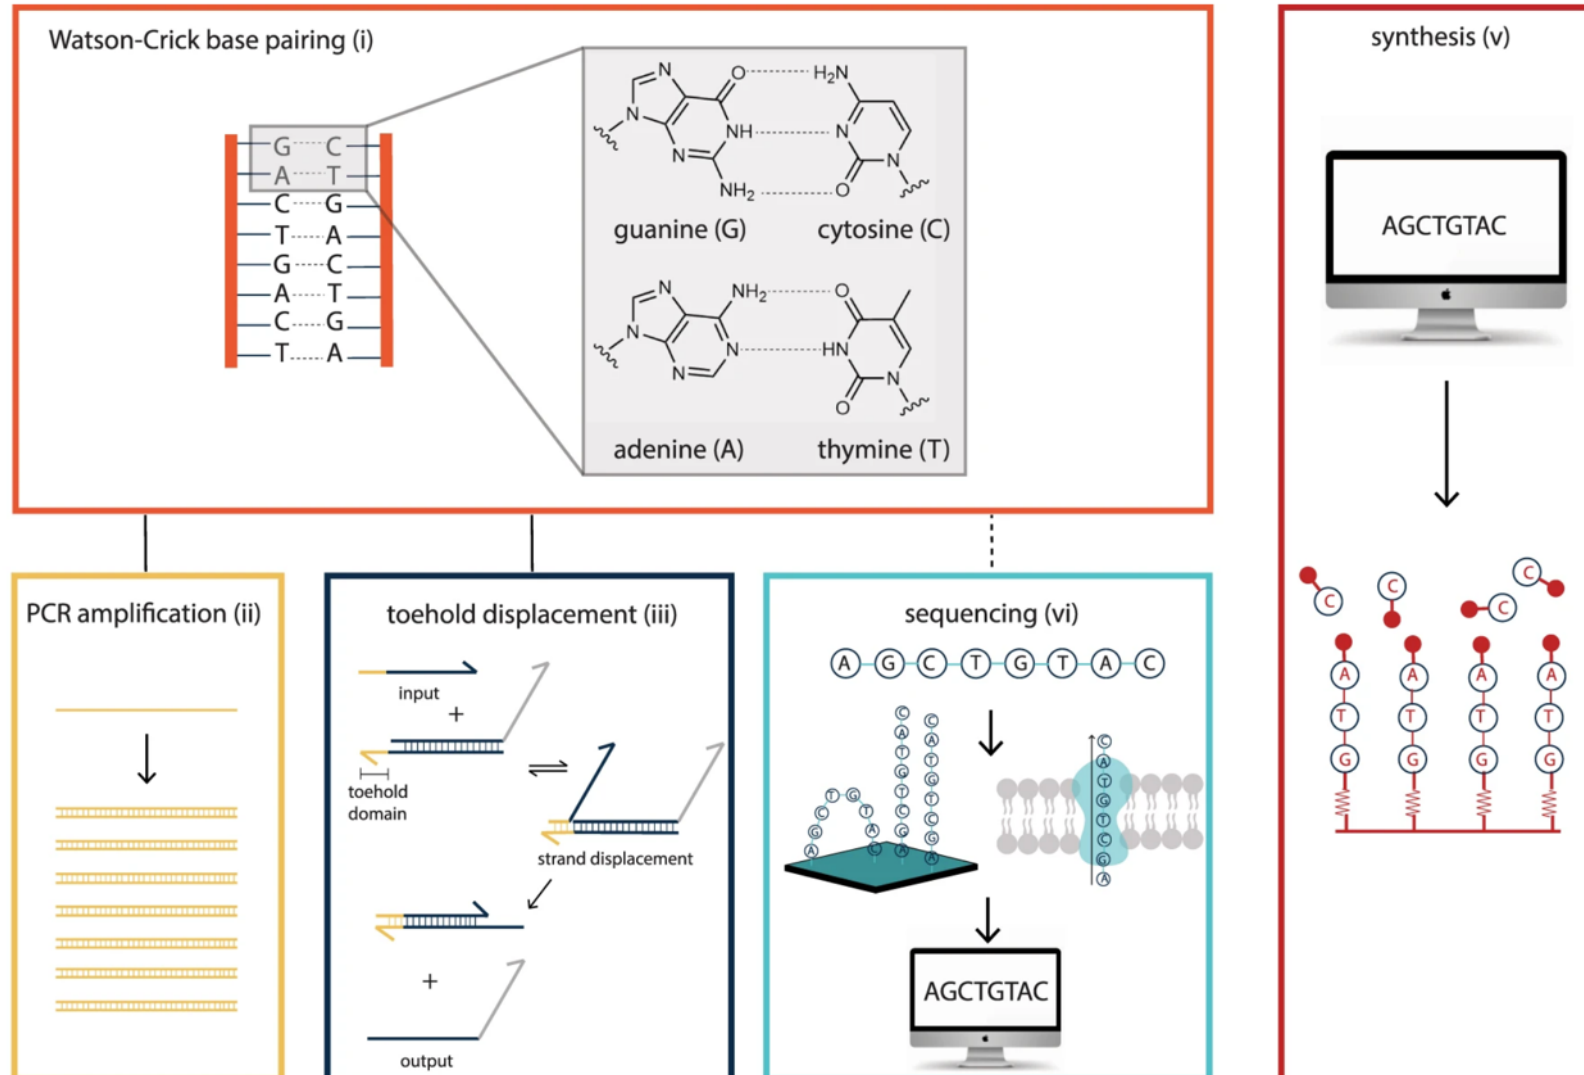 Watson-Crick base pairing (i)
G C
A T
C G
T A
G C
A T
C G
T A
N O H₂N
N NH N
N N
NH₂ O
guanine (G) cytosine (C)
N NH₂ O
N N HN
N N
O
adenine (A) thymine (T)
PCR amplification (ii)
toehold displacement (iii)
input
+
toehold
domain
strand displacement
+
output
sequencing (vi)
A G C T G T A C
A G C T G T A C
C A T G T C G A
C A T G T C G A
C A T G T C G A
AGCTGTAC
synthesis (v)
AGCTGTAC
C C C C
A A A A
T T T T
G G G G